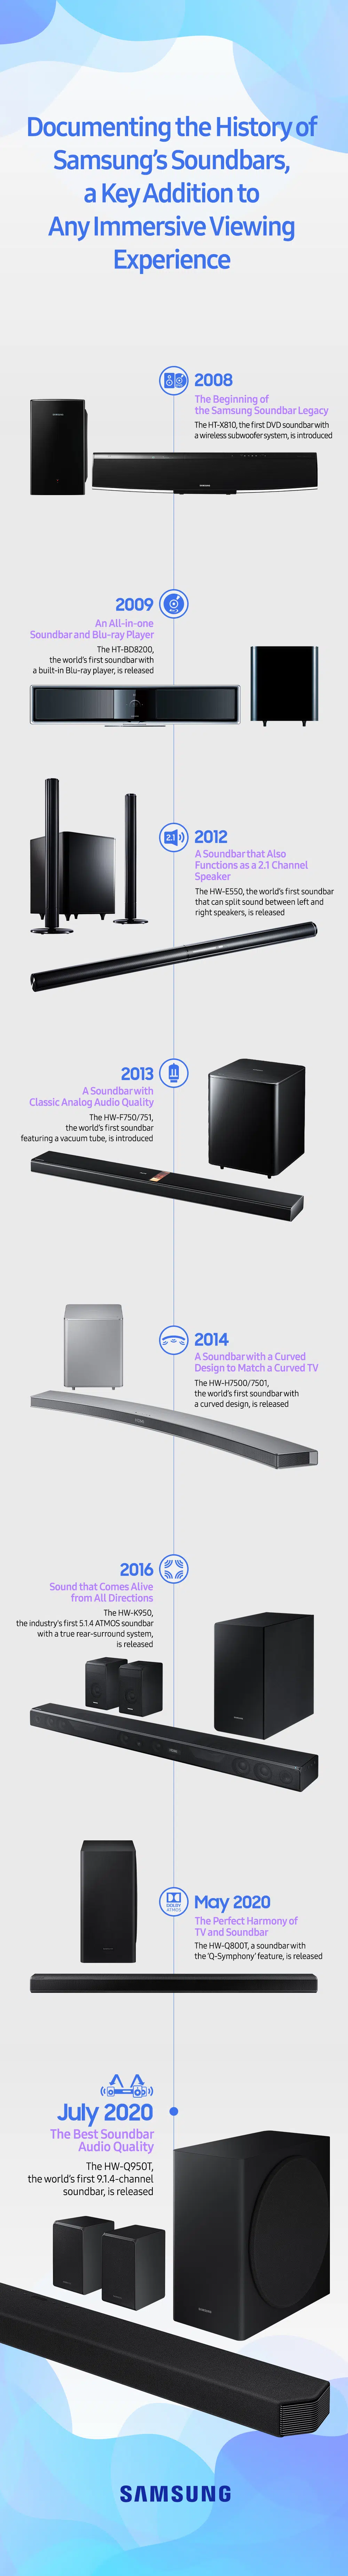 Documenting the History of
Samsung's Soundbars,
a Key Addition to
Any Immersive Viewing
Experience
2008
The Beginning of
the Samsung Soundbar Legacy
The HT-X810, the first DVD soundbar with
a wireless subwoofer system, is introduced
2009
An All-in-one
Soundbar and Blu-ray Player
The HT-BD8200,
the world's first soundbar with
a built-in Blu-ray player, is released
2.1
2012
A Soundbar that Also
Functions as a 2.1 Channel
Speaker
The HW-E550, the world's first soundbar
that can split sound between left and
right speakers, is released
2013
A Soundbar with
Classic Analog Audio Quality
The HW-F750/751,
the world's first soundbar
featuring a vacuum tube, is introduced
2014
A Soundbar with a Curved
Design to Match a Curved TV
The HW-H7500/7501,
the world's first soundbar with
a curved design, is released
2016
Sound that Comes Alive
from All Directions
The HW-K950,
the industry's first 5.1.4 ATMOS soundbar
with a true rear-surround system,
is released
DOLBY
ATMOS
May 2020
The Perfect Harmony of
TV and Soundbar
The HW-Q800T, a soundbar with
the 'Q-Symphony' feature, is released
July 2020
The Best Soundbar
Audio Quality
The HW-Q950T,
the world's first 9.1.4-channel
soundbar, is released
SAMSUNG